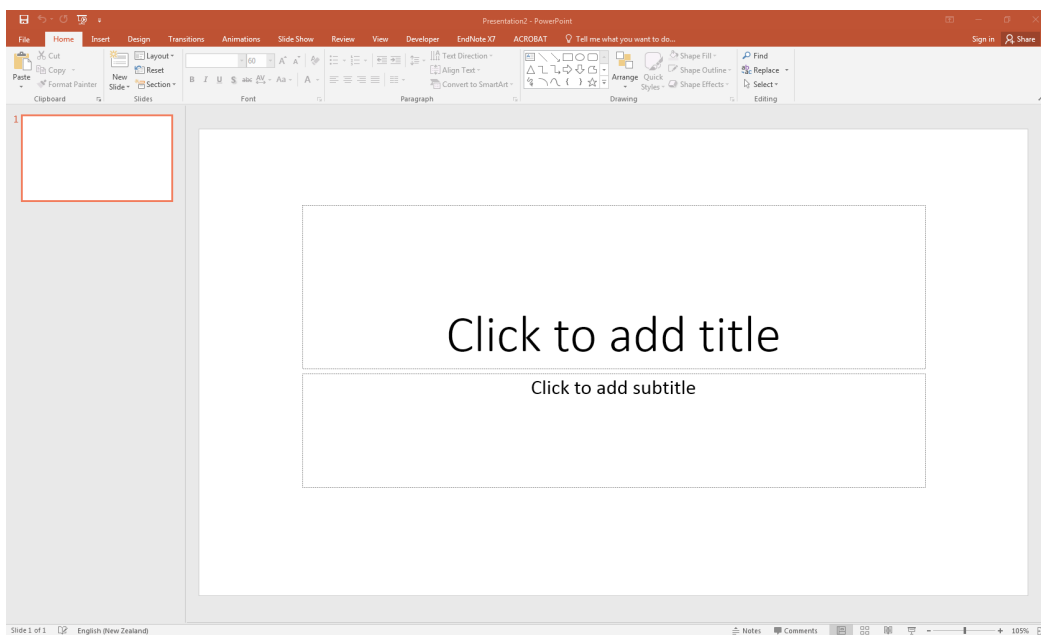 Presentation2 - PowerPoint
File Home Insert Design Transitions Animations Slide Show Review View Developer EndNote X7 ACROBAT Tell me what you want to do... Sign in Share
Paste
Cut
Copy
Format Painter
Clipboard
New
Slide
Layout
Reset
Section
Slides
60
B I U S abc AV Aa A
Font
Text Direction
Align Text
Convert to SmartArt
Paragraph
Arrange
Quick
Styles
Shape Fill
Shape Outline
Shape Effects
Drawing
Find
Replace
Select
Editing
1
Click to add title
Click to add subtitle
Slide 1 of 1 English (New Zealand) Notes Comments 105%